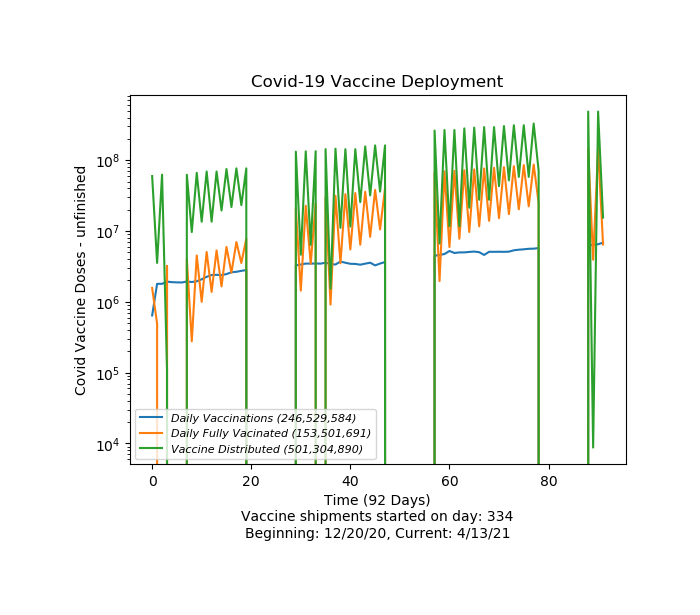 Covid-19 Vaccine Deployment
Covid Vaccine Doses - unfinished
10^8
10^7
10^6
10^5
10^4
Daily Vaccinations (246,529,584)
Daily Fully Vacinated (153,501,691)
Vaccine Distributed (501,304,890)
0 20 40 60 80
Time (92 Days)
Vaccine shipments started on day: 334
Beginning: 12/20/20, Current: 4/13/21